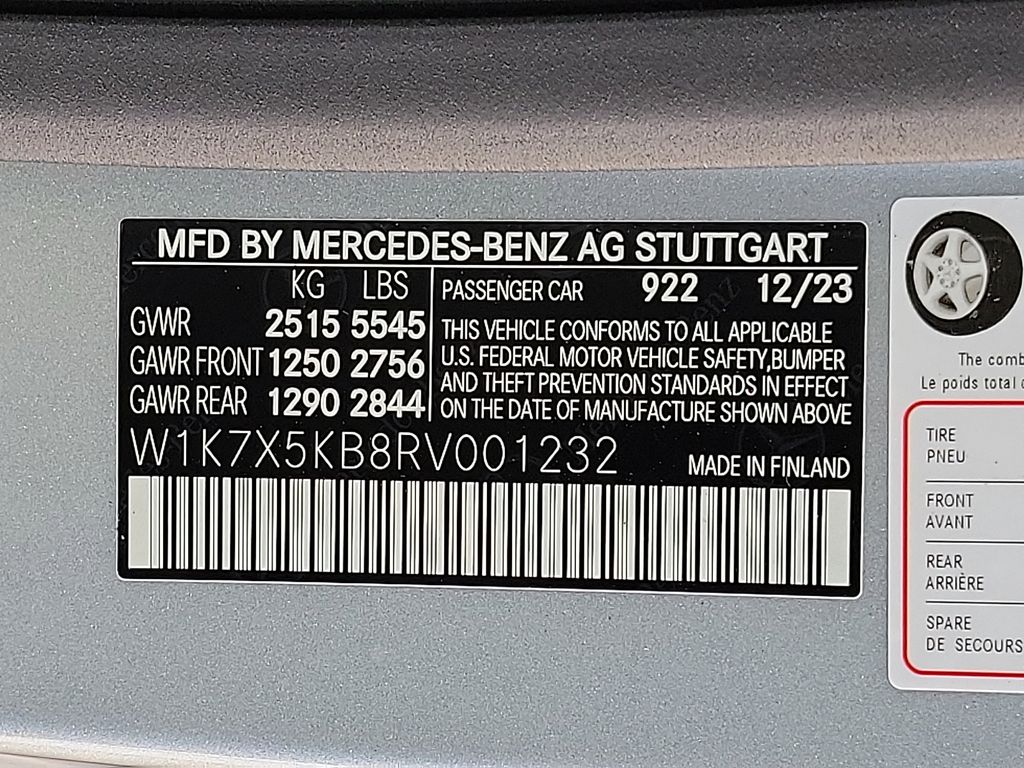 MFD BY MERCEDES-BENZ AG STUTTGART
KG LBS
GVWR 2515 5545
GAWR FRONT 1250 2756
GAWR REAR 1290 2844
PASSENGER CAR 922 12/23
THIS VEHICLE CONFORMS TO ALL APPLICABLE
U.S. FEDERAL MOTOR VEHICLE SAFETY,BUMPER
AND THEFT PREVENTION STANDARDS IN EFFECT
ON THE DATE OF MANUFACTURE SHOWN ABOVE
W1K7X5KB8RV001232
MADE IN FINLAND
The
Le poids total
TIRE
PNEU
FRONT
AVANT
REAR
ARRIÈRE
SPARE
DE SECOURS